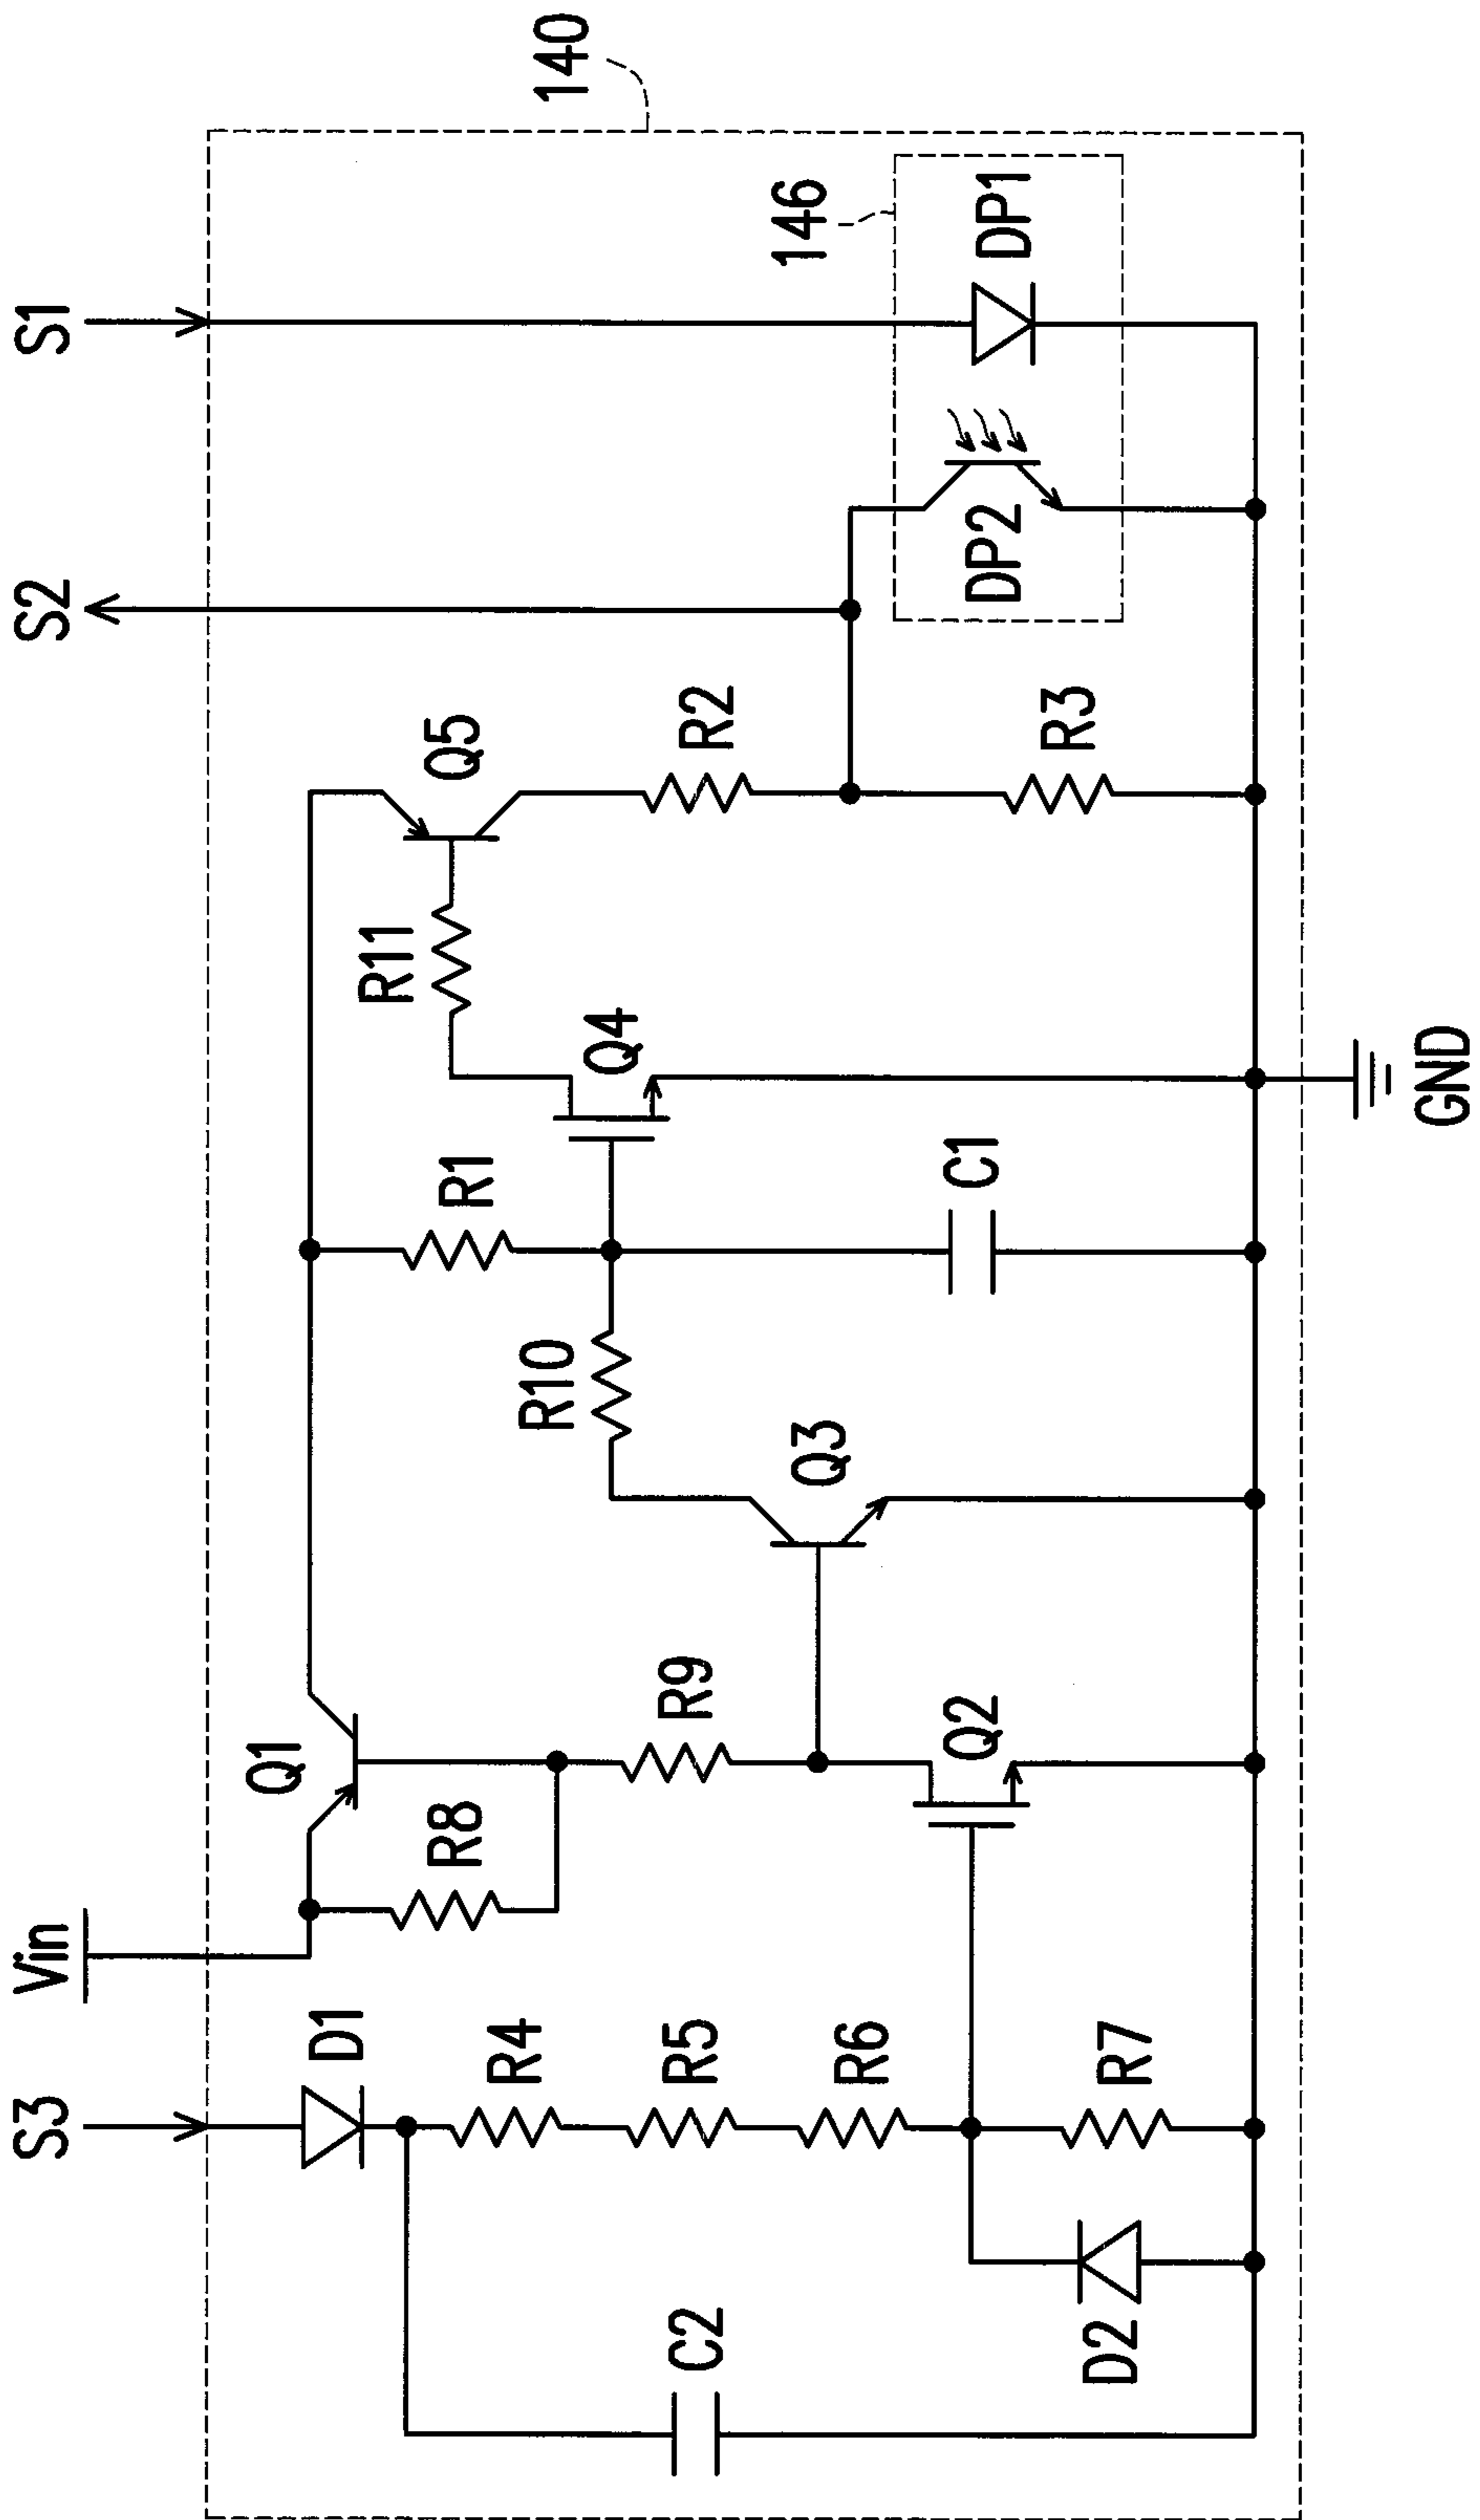 S3
Vin
S2
S1
140
D1
Q1
R8
R4
R1
R11
Q5
R10
Q4
R5
R9
R2
146
C2
R6
Q3
Q2
C1
DP2
DP1
R3
D2
R7
GND